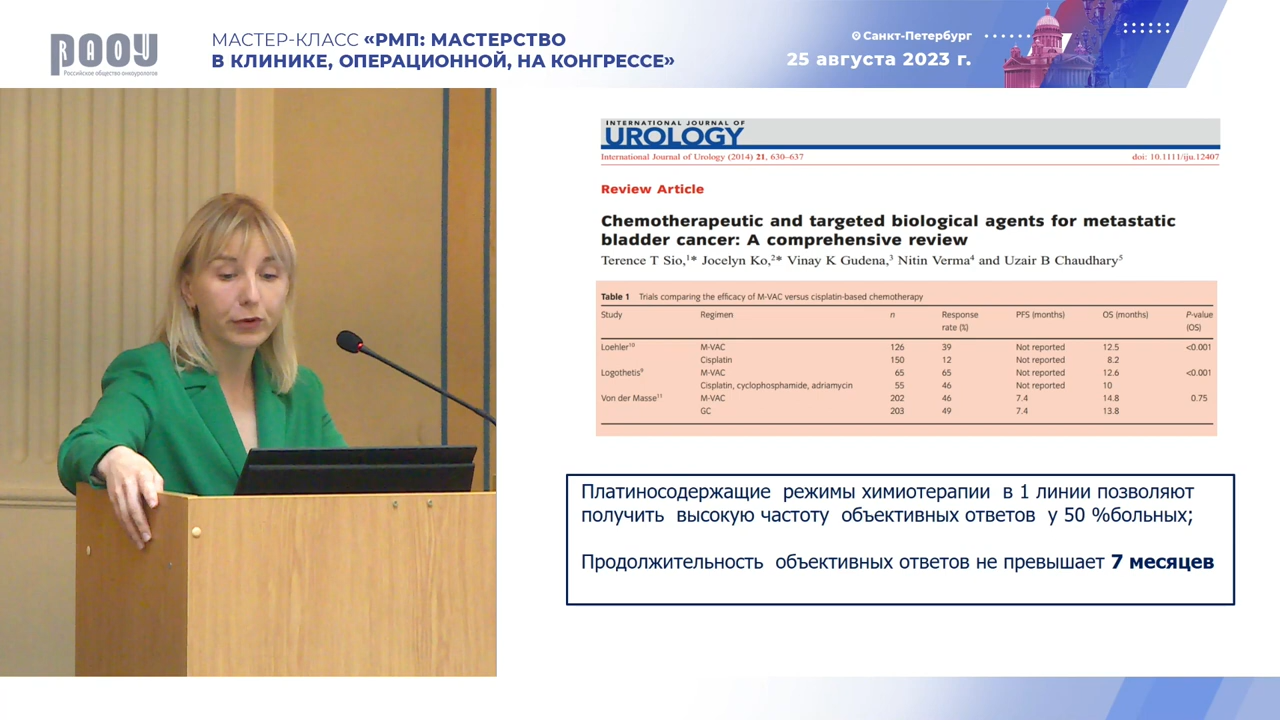 РАОУ
Российское общество онкоурологов
МАСТЕР-КЛАСС «РМП: МАСТЕРСТВО
В КЛИНИКЕ, ОПЕРАЦИОННОЙ, НА КОНГРЕССЕ»
Санкт-Петербург
25 августа 2023 г.
INTERNATIONAL JOURNAL OF
UROLOGY
International Journal of Urology (2014) 21, 630–637 doi: 10.1111/iju.12407
Review Article
Chemotherapeutic and targeted biological agents for metastatic
bladder cancer: A comprehensive review
Terence T Sio,1* Jocelyn Ko,2* Vinay K Gudena,3 Nitin Verma4 and Uzair B Chaudhary5
Table 1 Trials comparing the efficacy of M-VAC versus cisplatin-based chemotherapy
Study Regimen n Response PFS (months) OS (months) P-value
rate (%) (OS)
Loehler10 M-VAC 126 39 Not reported 12.5 <0.001
Cisplatin 150 12 Not reported 8.2
Logothetis9 M-VAC 65 65 Not reported 12.6 <0.001
Cisplatin, cyclophosphamide, adriamycin 55 46 Not reported 10
Von der Masse11 M-VAC 202 46 7.4 14.8 0.75
GC 203 49 7.4 13.8
Платиносодержащие режимы химиотерапии в 1 линии позволяют
получить высокую частоту объективных ответов у 50 %больных;
Продолжительность объективных ответов не превышает 7 месяцев